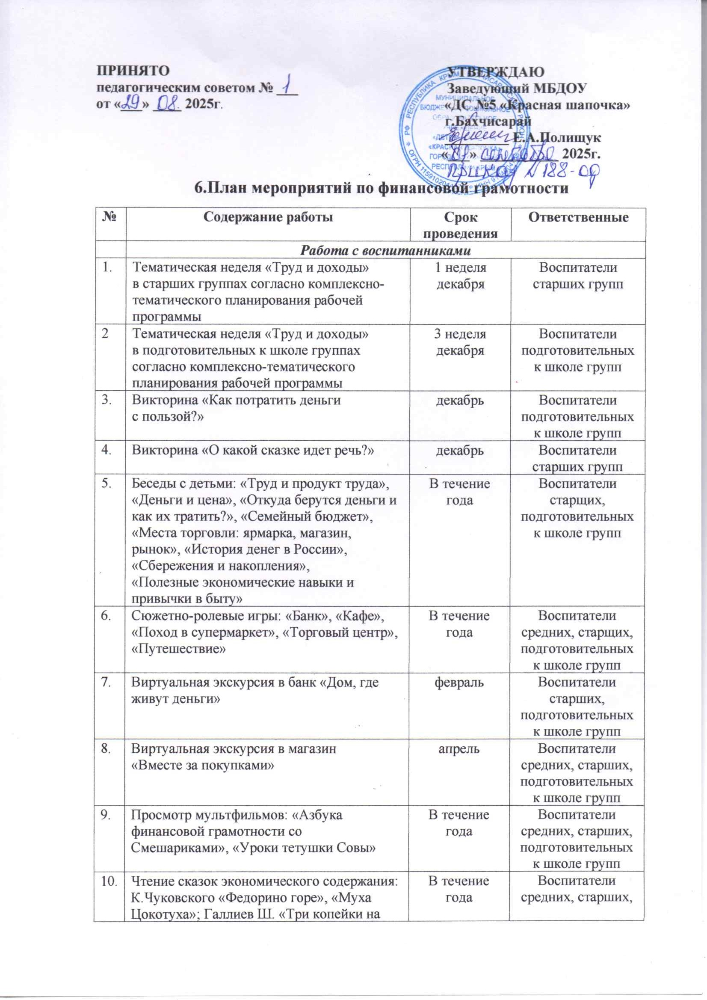 ПРИНЯТО
педагогическим советом № 1
от «29» 08. 2025г.
УТВЕРЖДАЮ
Заведующий МБДОУ
«ДС №5 «Красная шапочка»
г.Бахчисарай
Е.А.Полищук
«01» сентября 2025г.
Приказ № 188-од
6.План мероприятий по финансовой грамотности
№ Содержание работы Срок Ответственные
проведения
Работа с воспитанниками
1. Тематическая неделя «Труд и доходы» 1 неделя Воспитатели
в старших группах согласно комплексно- декабря старших групп
тематического планирования рабочей
программы
2 Тематическая неделя «Труд и доходы» 3 неделя Воспитатели
в подготовительных к школе группах декабря подготовительных
согласно комплексно-тематического к школе групп
планирования рабочей программы
3. Викторина «Как потратить деньги декабрь Воспитатели
с пользой?» подготовительных
к школе групп
4. Викторина «О какой сказке идет речь?» декабрь Воспитатели
старших групп
5. Беседы с детьми: «Труд и продукт труда», В течение Воспитатели
«Деньги и цена», «Откуда берутся деньги и года старщих,
как их тратить?», «Семейный бюджет», подготовительных
«Места торговли: ярмарка, магазин, к школе групп
рынок», «История денег в России»,
«Сбережения и накопления»,
«Полезные экономические навыки и
привычки в быту»
6. Сюжетно-ролевые игры: «Банк», «Кафе», В течение Воспитатели
«Поход в супермаркет», «Торговый центр», года средних, старщих,
«Путешествие» подготовительных
к школе групп
7. Виртуальная экскурсия в банк «Дом, где февраль Воспитатели
живут деньги» старших,
подготовительных
к школе групп
8. Виртуальная экскурсия в магазин апрель Воспитатели
«Вместе за покупками» средних, старших,
подготовительных
к школе групп
9. Просмотр мультфильмов: «Азбука В течение Воспитатели
финансовой грамотности со года средних, старших,
Смешариками», «Уроки тетушки Совы» подготовительных
к школе групп
10. Чтение сказок экономического содержания: В течение Воспитатели
К.Чуковского «Федорино горе», «Муха года средних, старших,
Цокотуха»; Галлиев Ш. «Три копейки на